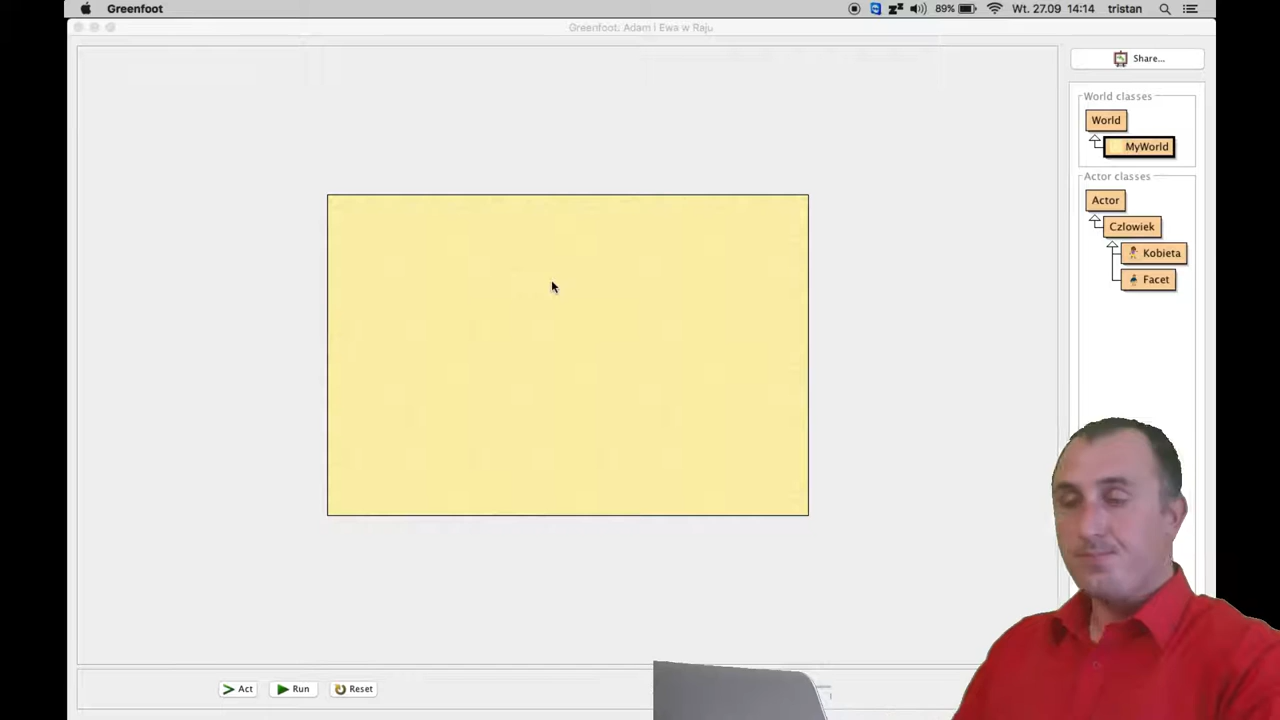 Greenfoot 89% Wt. 27.09 14:14 tristan
Greenfoot: Adam i Ewa w Raju
Share...
World classes
World
MyWorld
Actor classes
Actor
Czlowiek
Kobieta
Facet
Act Run Reset